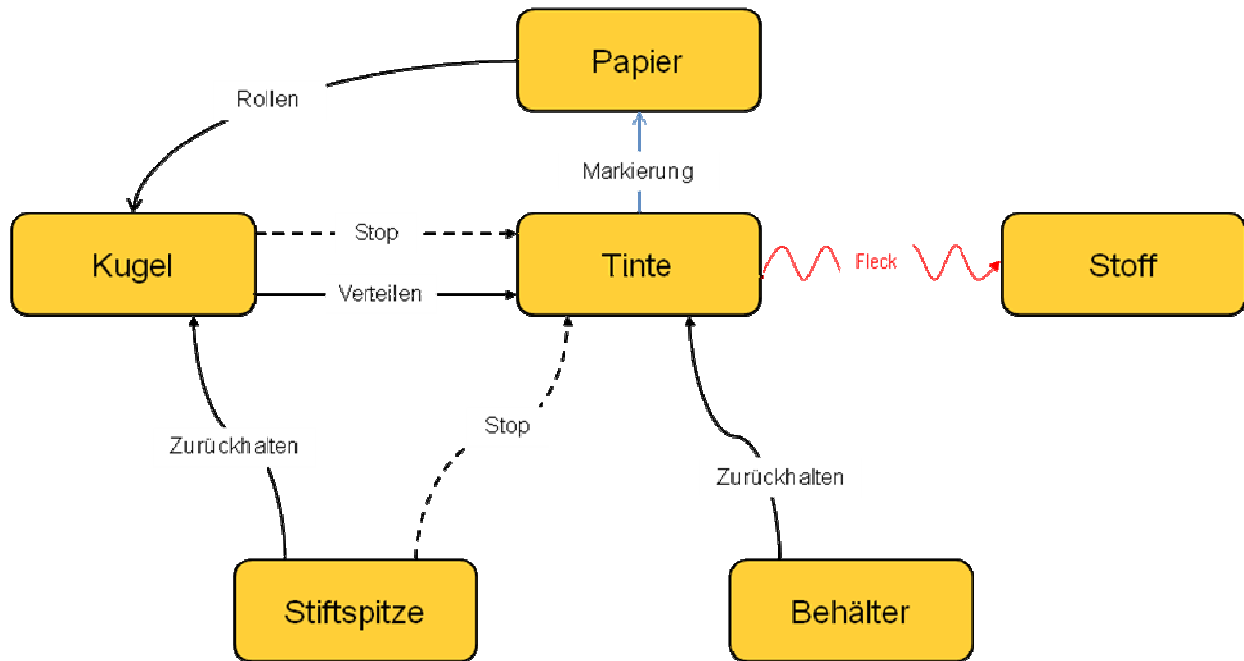 Papier
Rollen
Markierung
Kugel
Stop
Tinte
Fleck
Stoff
Verteilen
Zurückhalten
Stop
Zurückhalten
Stiftspitze
Behälter